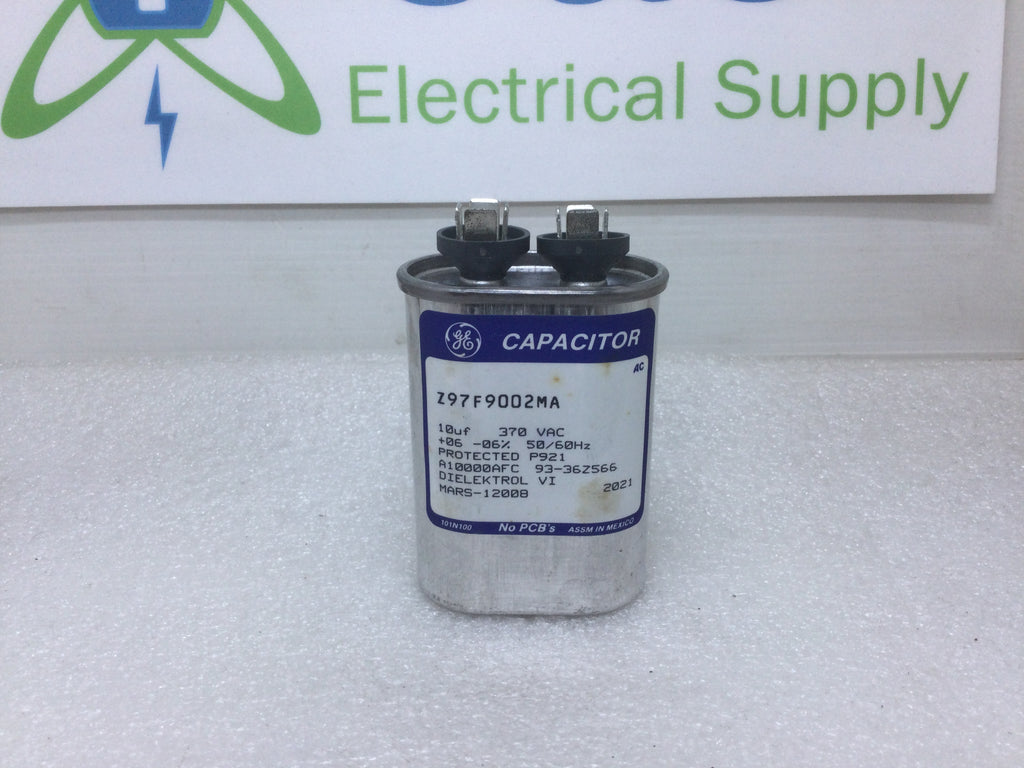 Electrical Supply
GE CAPACITOR
AC
Z97F9002MA
10uf 370 VAC
+06 -06% 50/60Hz
PROTECTED P921
A10000AFC 93-36Z566
DIELEKTROL VI
MARS-12008 2021
101N100 No PCB's ASSM IN MEXICO